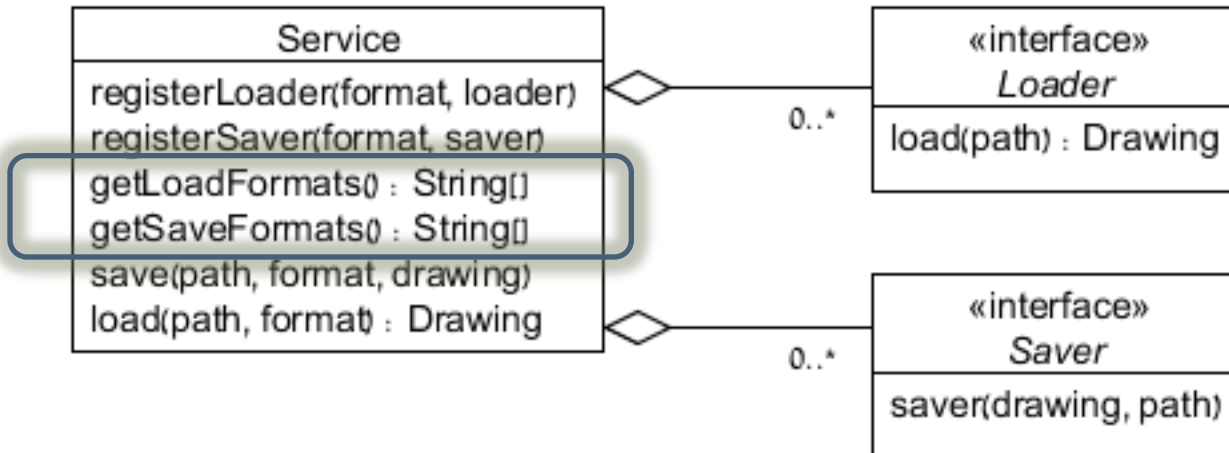 Service
registerLoader(format, loader)
registerSaver(format, saver)
getLoadFormats() : String[]
getSaveFormats() : String[]
save(path, format, drawing)
load(path, format) : Drawing
0..*
«interface»
Loader
load(path) : Drawing
0..*
«interface»
Saver
saver(drawing, path)